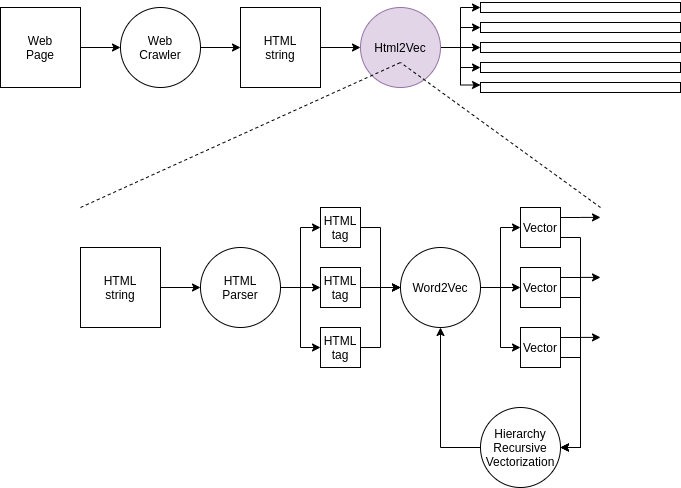 Web
Page
Web
Crawler
HTML
string
Html2Vec
HTML
string
HTML
Parser
HTML
tag
HTML
tag
HTML
tag
Word2Vec
Vector
Vector
Vector
Hierarchy
Recursive
Vectorization